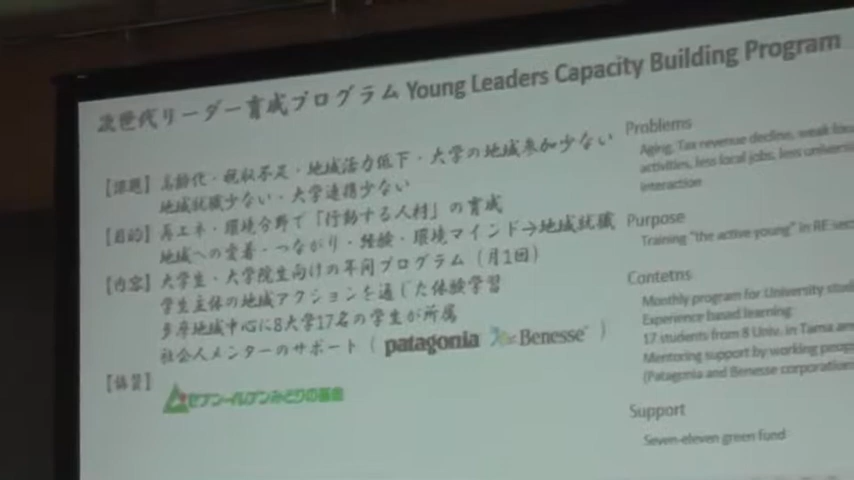 次世代リーダー育成プログラム Young Leaders Capacity Building Program
【課題】高齢化・税収不足・地域活力低下・大学の地域参加少ない
地域就職少ない・大学連携少ない
【目的】再エネ・環境分野で「行動する人材」の育成
地域への愛着・つながり・経験・環境マインド→地域就職
【内容】大学生・大学院生向けの年間プログラム（月1回）
学生主体の地域アクションを通じた体験学習
多摩地域中心に8大学17名の学生が所属
社会人メンターのサポート（ patagonia Benesse ）
【協賛】
セブン-イレブンみどりの基金
Problems
Aging, Tax revenue decline, weak
activities, less local jobs, less
interaction
Purpose
Training "the active young" in RE
Contetns
Monthly program for University
Experience based learning:
17 students from 8 Univ. in Tama
Mentoring support by working
(Patagonia and Benesse
Support
Seven-eleven green fund